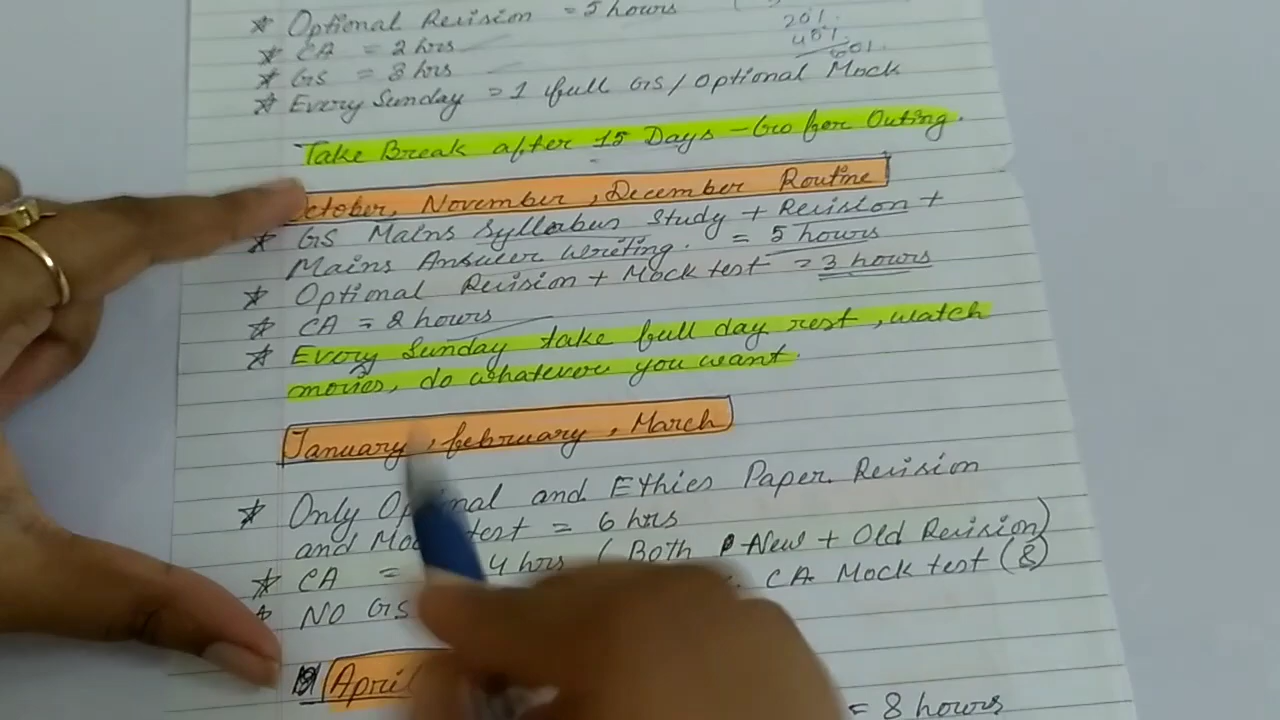 * Optional Revision = 5 hours
20%.
40%.
60%.
* CA = 2 hrs
* GS = 8 hrs
* Every Sunday = 1 full GS / Optional Mock
Take Break after 15 Days - Go for Outing.
October, November, December Routine
* GS Mains Syllabus Study + Revision +
Mains Answer Writing. = 5 hours
* Optional Revision + Mock test = 3 hours
* CA = 2 hours
* Every Sunday take full day rest, watch
movies, do whatever you want.
January, february, March
* Only and Ethics Paper Revision
and test = 6 hrs
* CA = 4 hrs ( Both New + Old Revision)
* NO GS CA Mock test (8)
April
= 8 hours